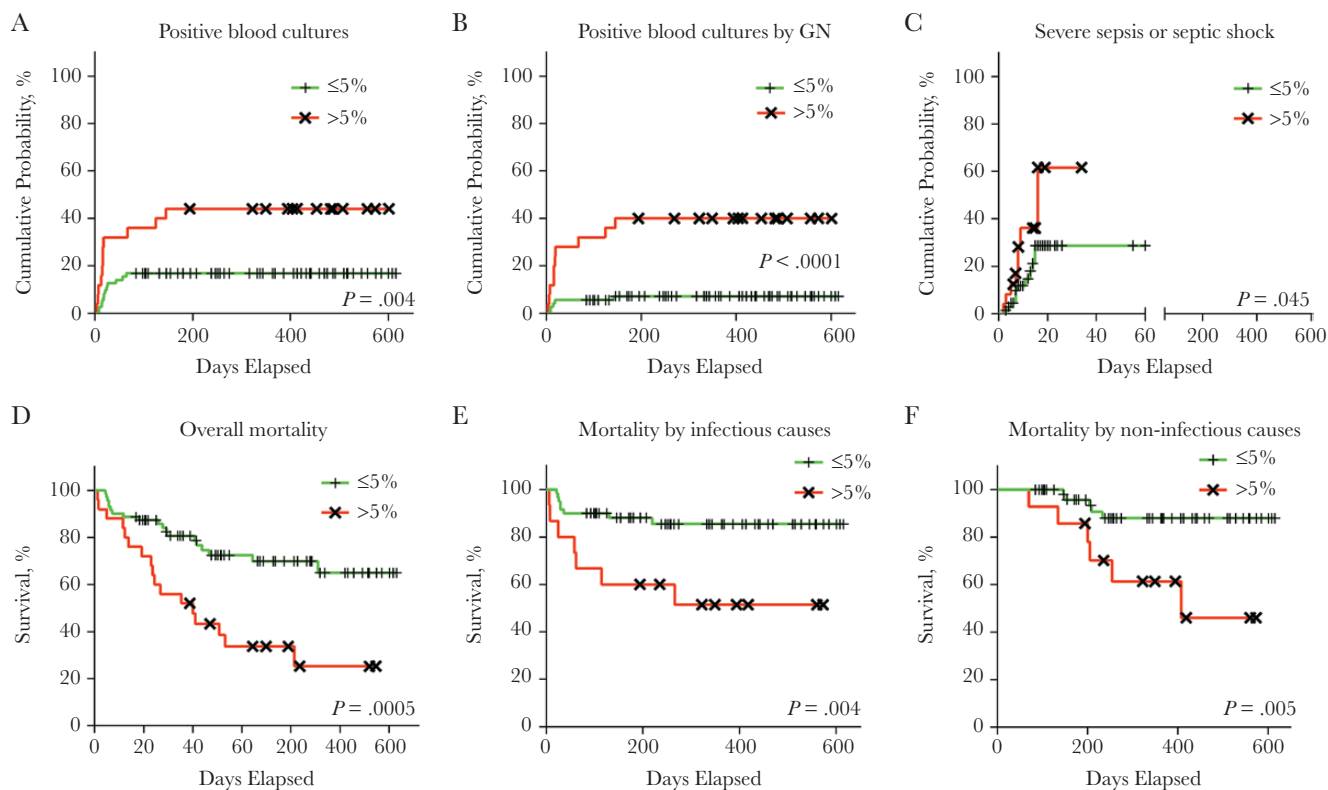 A
Positive blood cultures
Cumulative Probability, %
100
80
60
40
20
0
≤5%
>5%
P = .004
0 200 400 600
Days Elapsed
B
Positive blood cultures by GN
Cumulative Probability, %
100
80
60
40
20
0
≤5%
>5%
P < .0001
0 200 400 600
Days Elapsed
C
Severe sepsis or septic shock
Cumulative Probability, %
100
80
60
40
20
0
≤5%
>5%
P = .045
0 20 40 60 200 400 600
Days Elapsed
D
Overall mortality
Survival, %
100
80
60
40
20
0
≤5%
>5%
P = .0005
0 20 20 60 200 400 600
Days Elapsed
E
Mortality by infectious causes
Survival, %
100
80
60
40
20
0
≤5%
>5%
P = .004
0 200 400 600
Days Elapsed
F
Mortality by non-infectious causes
Survival, %
100
80
60
40
20
0
≤5%
>5%
P = .005
0 200 400 600
Days Elapsed